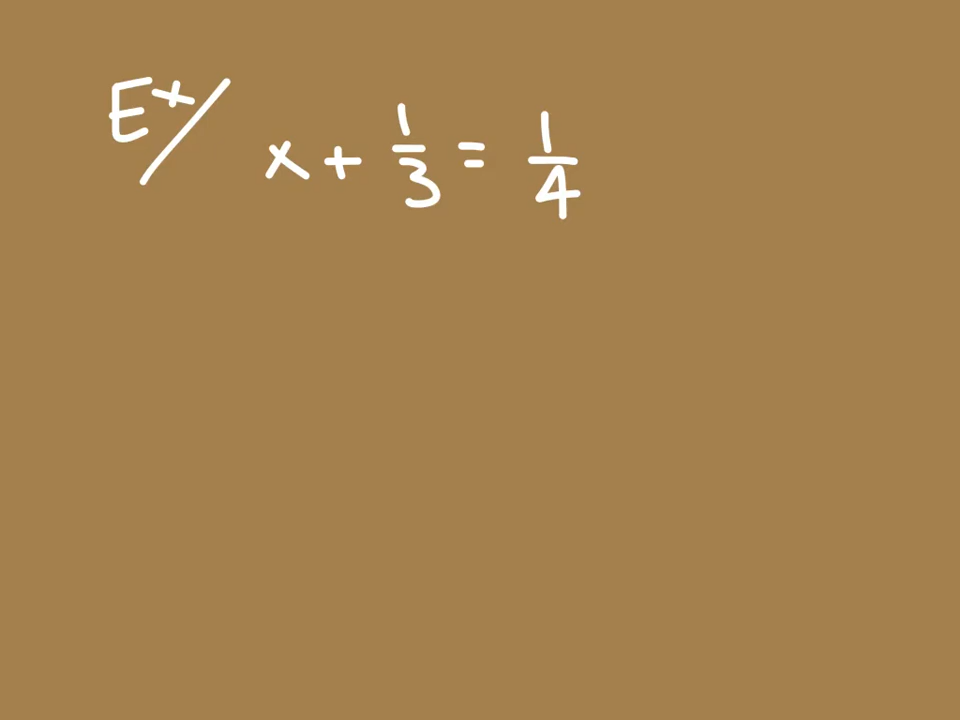 Ex/ x + 1/3 = 1/4